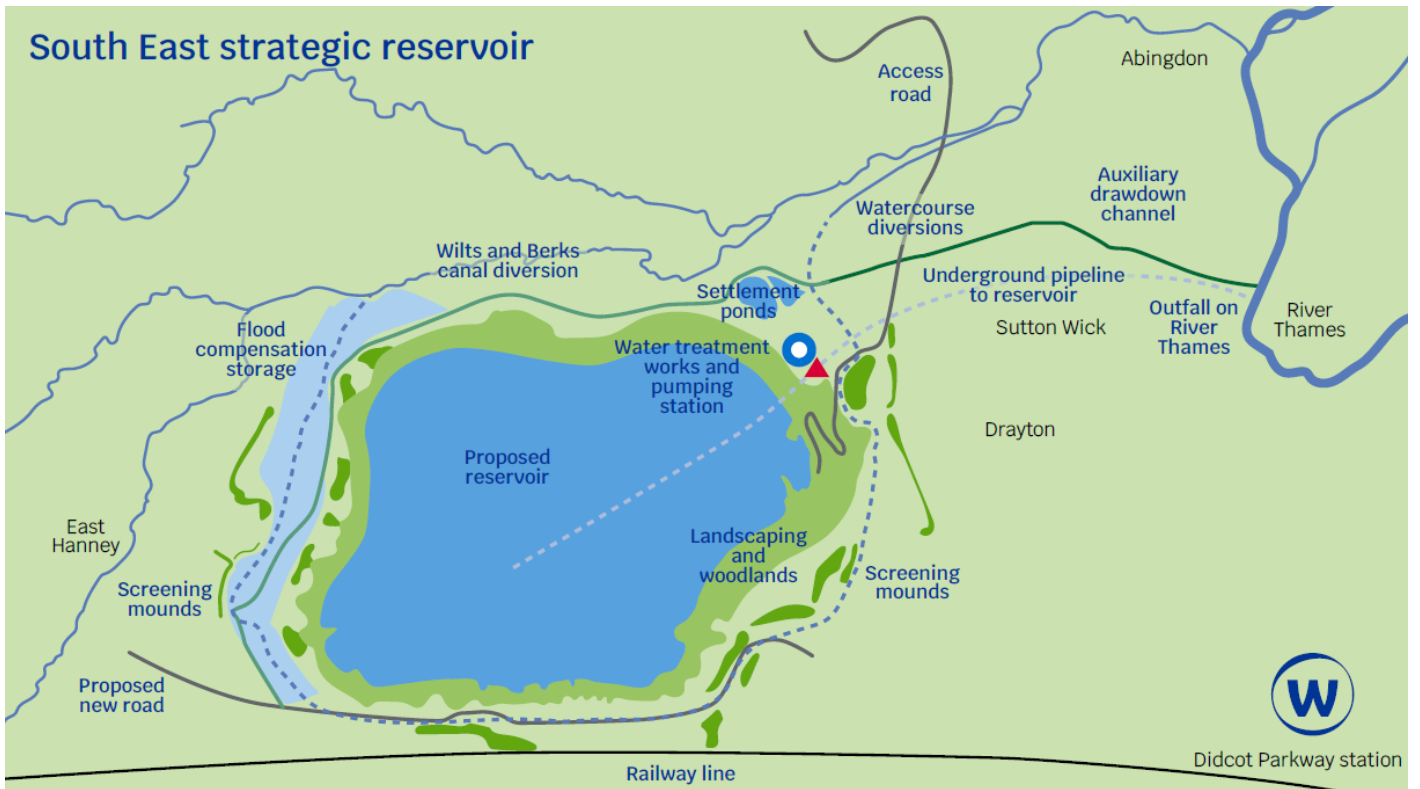 South East strategic reservoir
Abingdon
Access
road
Auxiliary
drawdown
channel
Watercourse
diversions
Wilts and Berks
canal diversion
Settlement
ponds
Underground pipeline
to reservoir
Outfall on
River
Thames
River
Thames
Sutton Wick
Flood
compensation
storage
Water treatment
works and
pumping
station
Drayton
Proposed
reservoir
East
Hanney
Landscaping
and
woodlands
Screening
mounds
Screening
mounds
Proposed
new road
W
Didcot Parkway station
Railway line